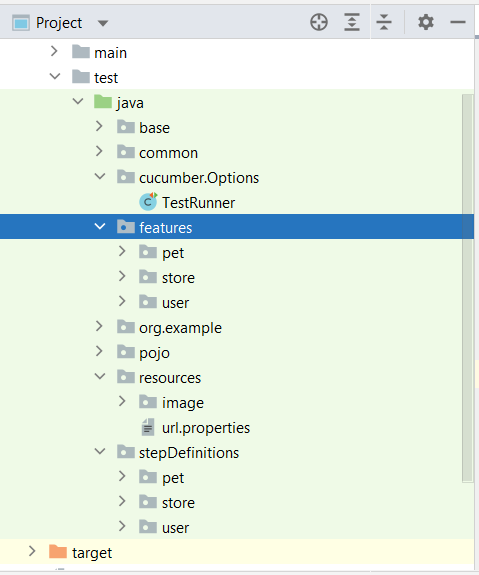 Project
main
test
java
base
common
cucumber.Options
TestRunner
features
pet
store
user
org.example
pojo
resources
image
url.properties
stepDefinitions
pet
store
user
target